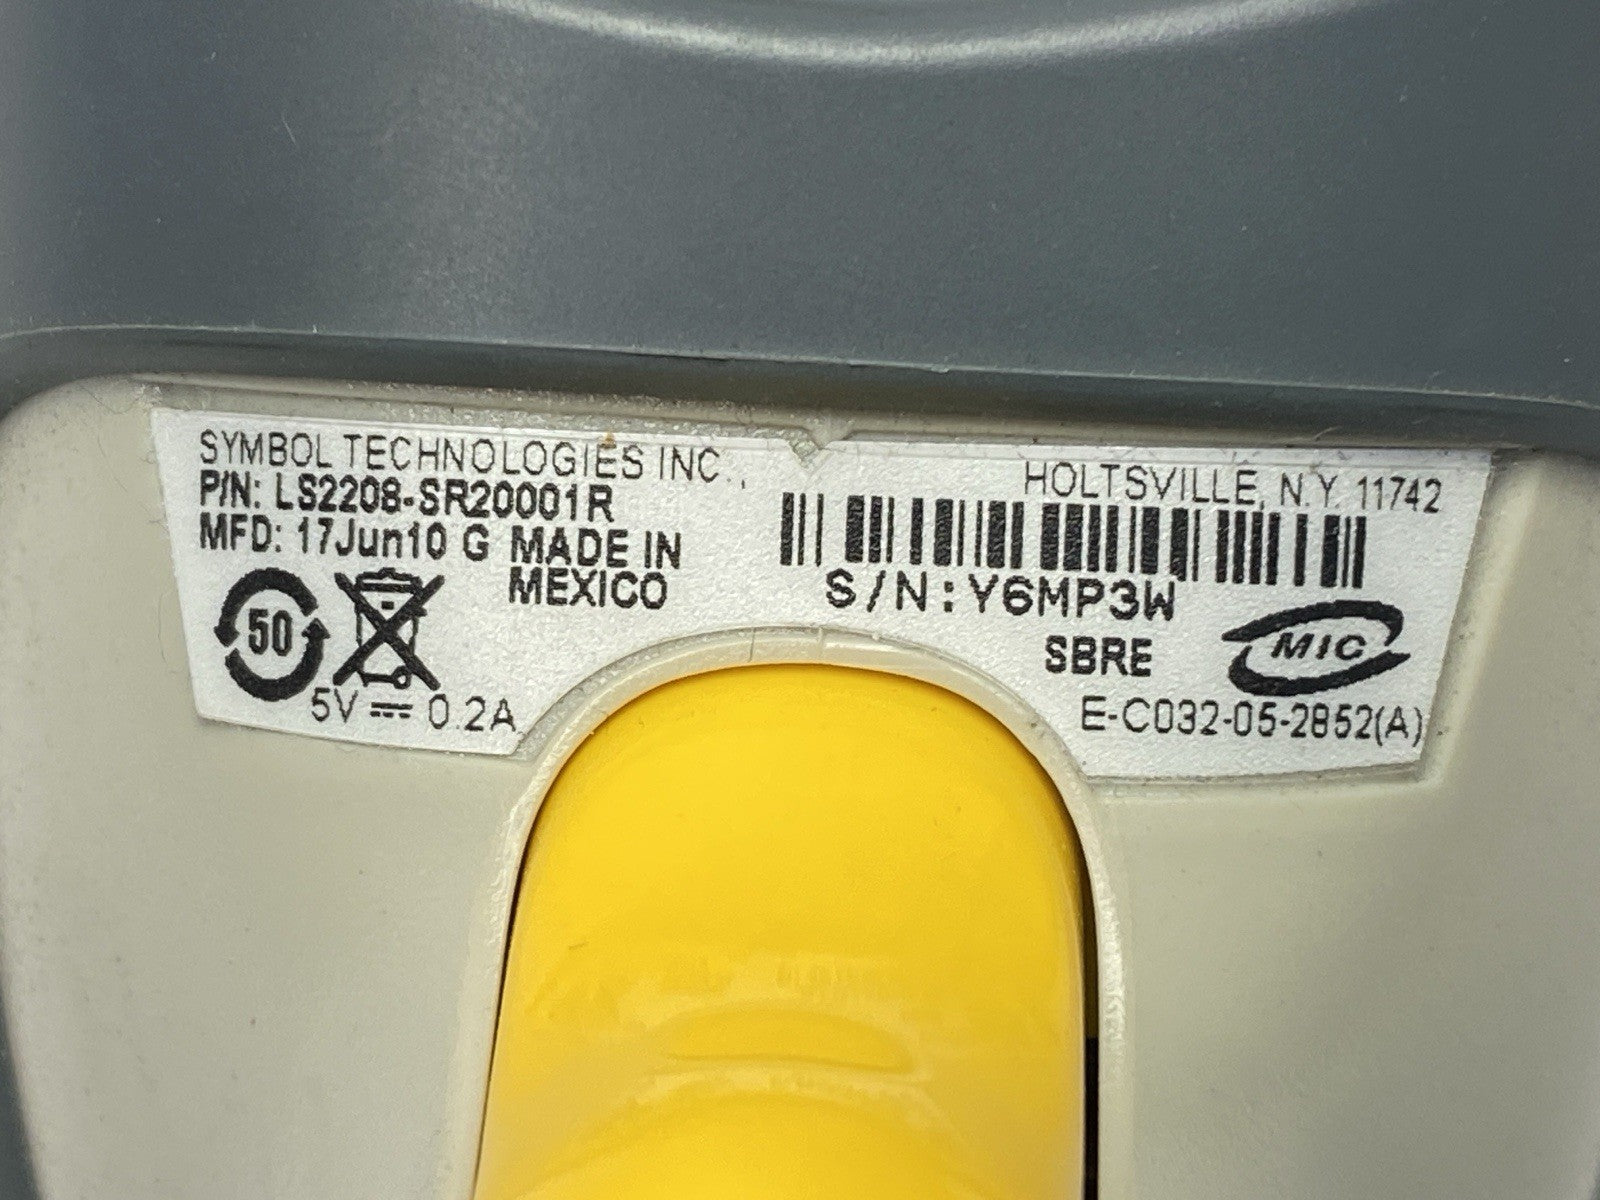 SYMBOL TECHNOLOGIES INC.,
P/N: LS2208-SR20001R
MFD: 17Jun10 G MADE IN
MEXICO
50
5V ⎓ 0.2A
HOLTSVILLE, N.Y. 11742
S/N:Y6MP3W
SBRE
MIC
E-C032-05-2852(A)